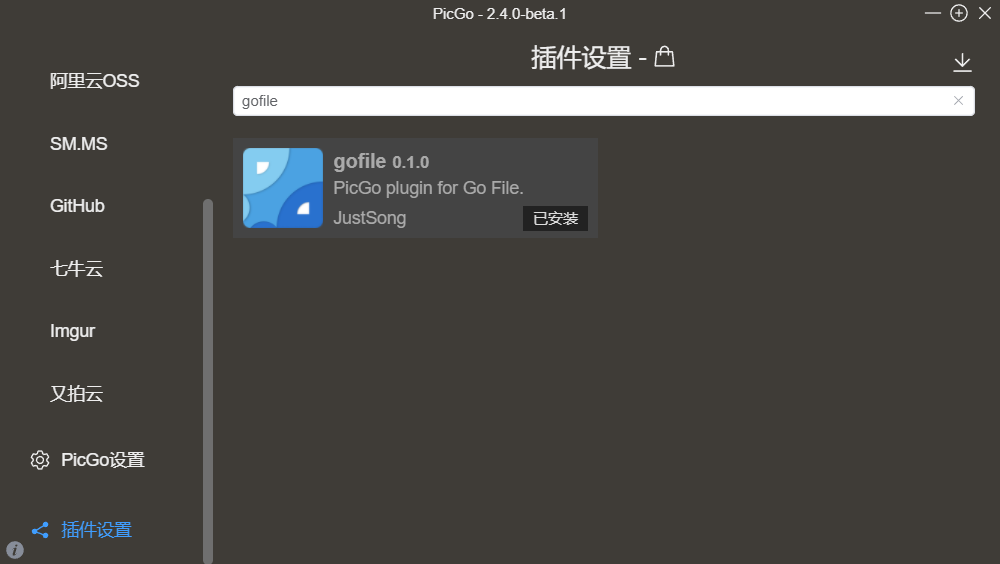 PicGo - 2.4.0-beta.1
阿里云OSS
SM.MS
GitHub
七牛云
Imgur
又拍云
PicGo设置
插件设置
i
插件设置 -
gofile
gofile 0.1.0
PicGo plugin for Go File.
JustSong
已安装